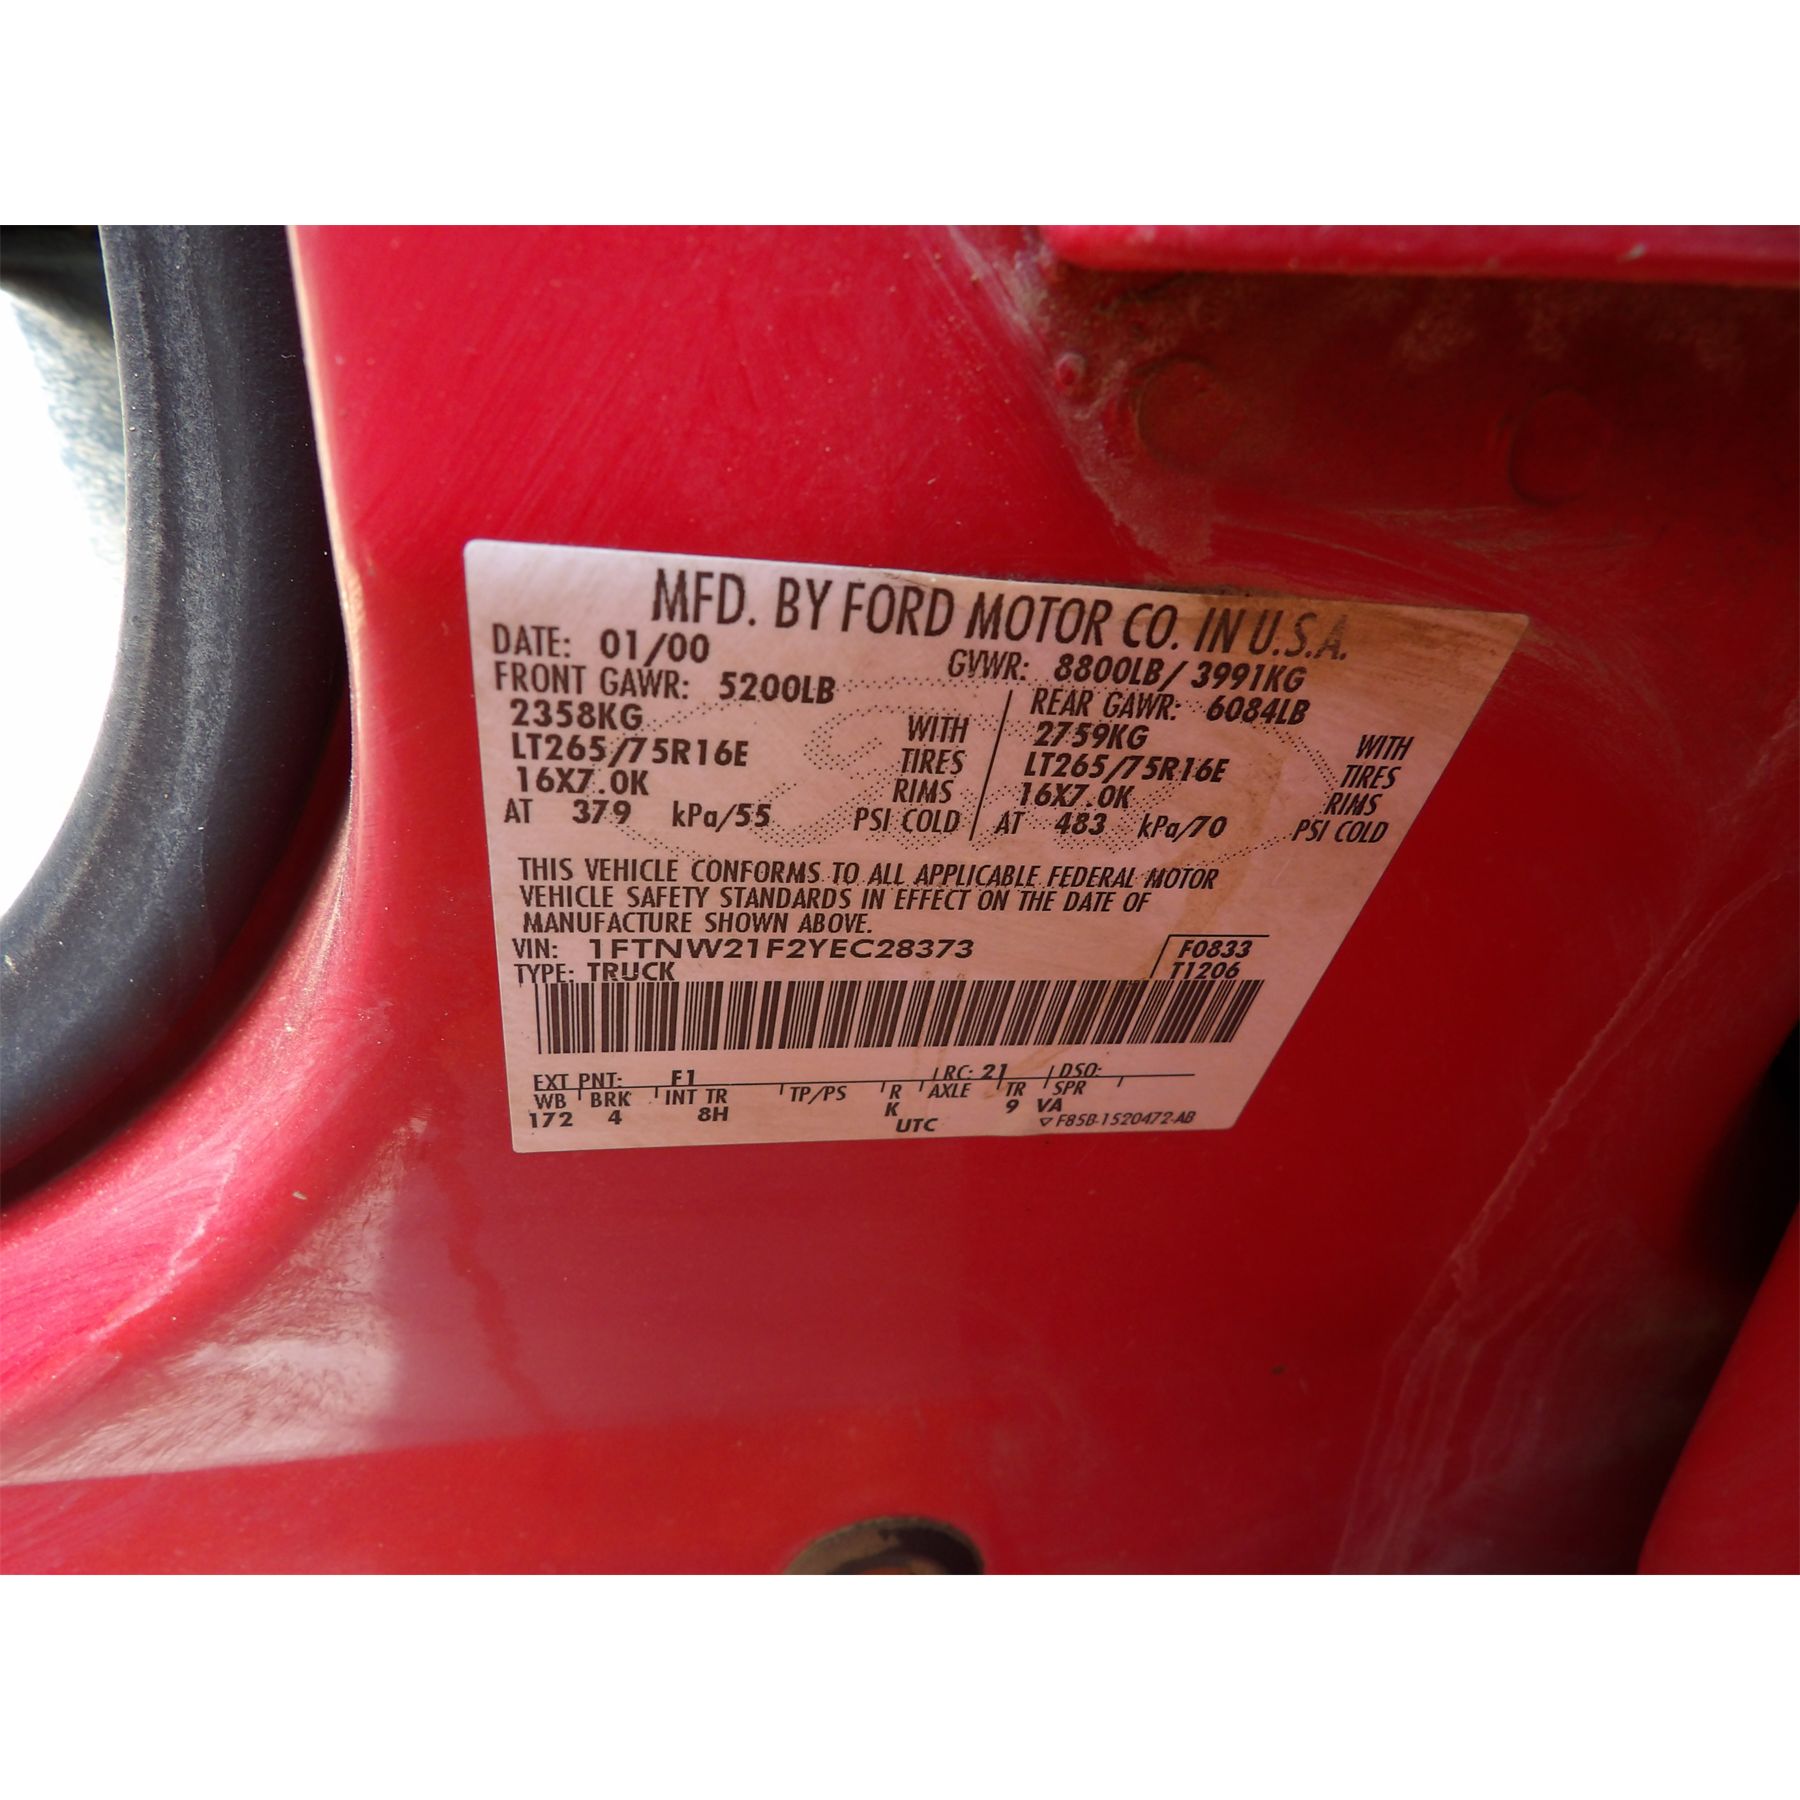 MFD. BY FORD MOTOR CO. IN U.S.A.
DATE: 01/00 GVWR: 8800LB/ 3991KG
FRONT GAWR: 5200LB REAR GAWR: 6084LB
2358KG WITH 2759KG WITH
LT265/75R16E TIRES LT265/75R16E TIRES
16X7.0K RIMS 16X7.0K RIMS
AT 379 kPa/55 PSI COLD AT 483 kPa/70 PSI COLD
THIS VEHICLE CONFORMS TO ALL APPLICABLE FEDERAL MOTOR
VEHICLE SAFETY STANDARDS IN EFFECT ON THE DATE OF
MANUFACTURE SHOWN ABOVE.
VIN: 1FTNW21F2YEC28373 F0833
TYPE: TRUCK T1206
EXT PNT: F1 RC: 21 DSO:
WB BRK INT TR TP/PS R AXLE TR SPR
172 4 8H K 9 VA
UTC ▽ F85B-1520472-AB